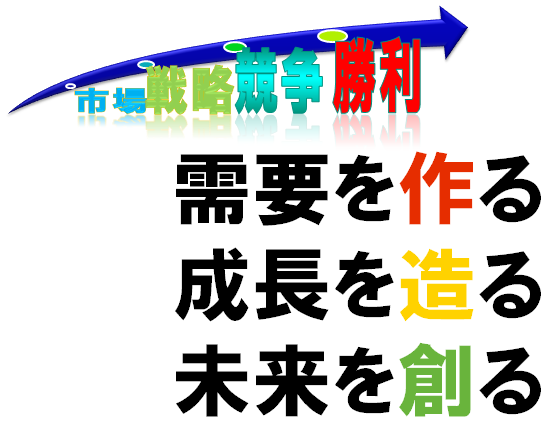 市場戦略競争勝利
需要を作る
成長を造る
未来を創る